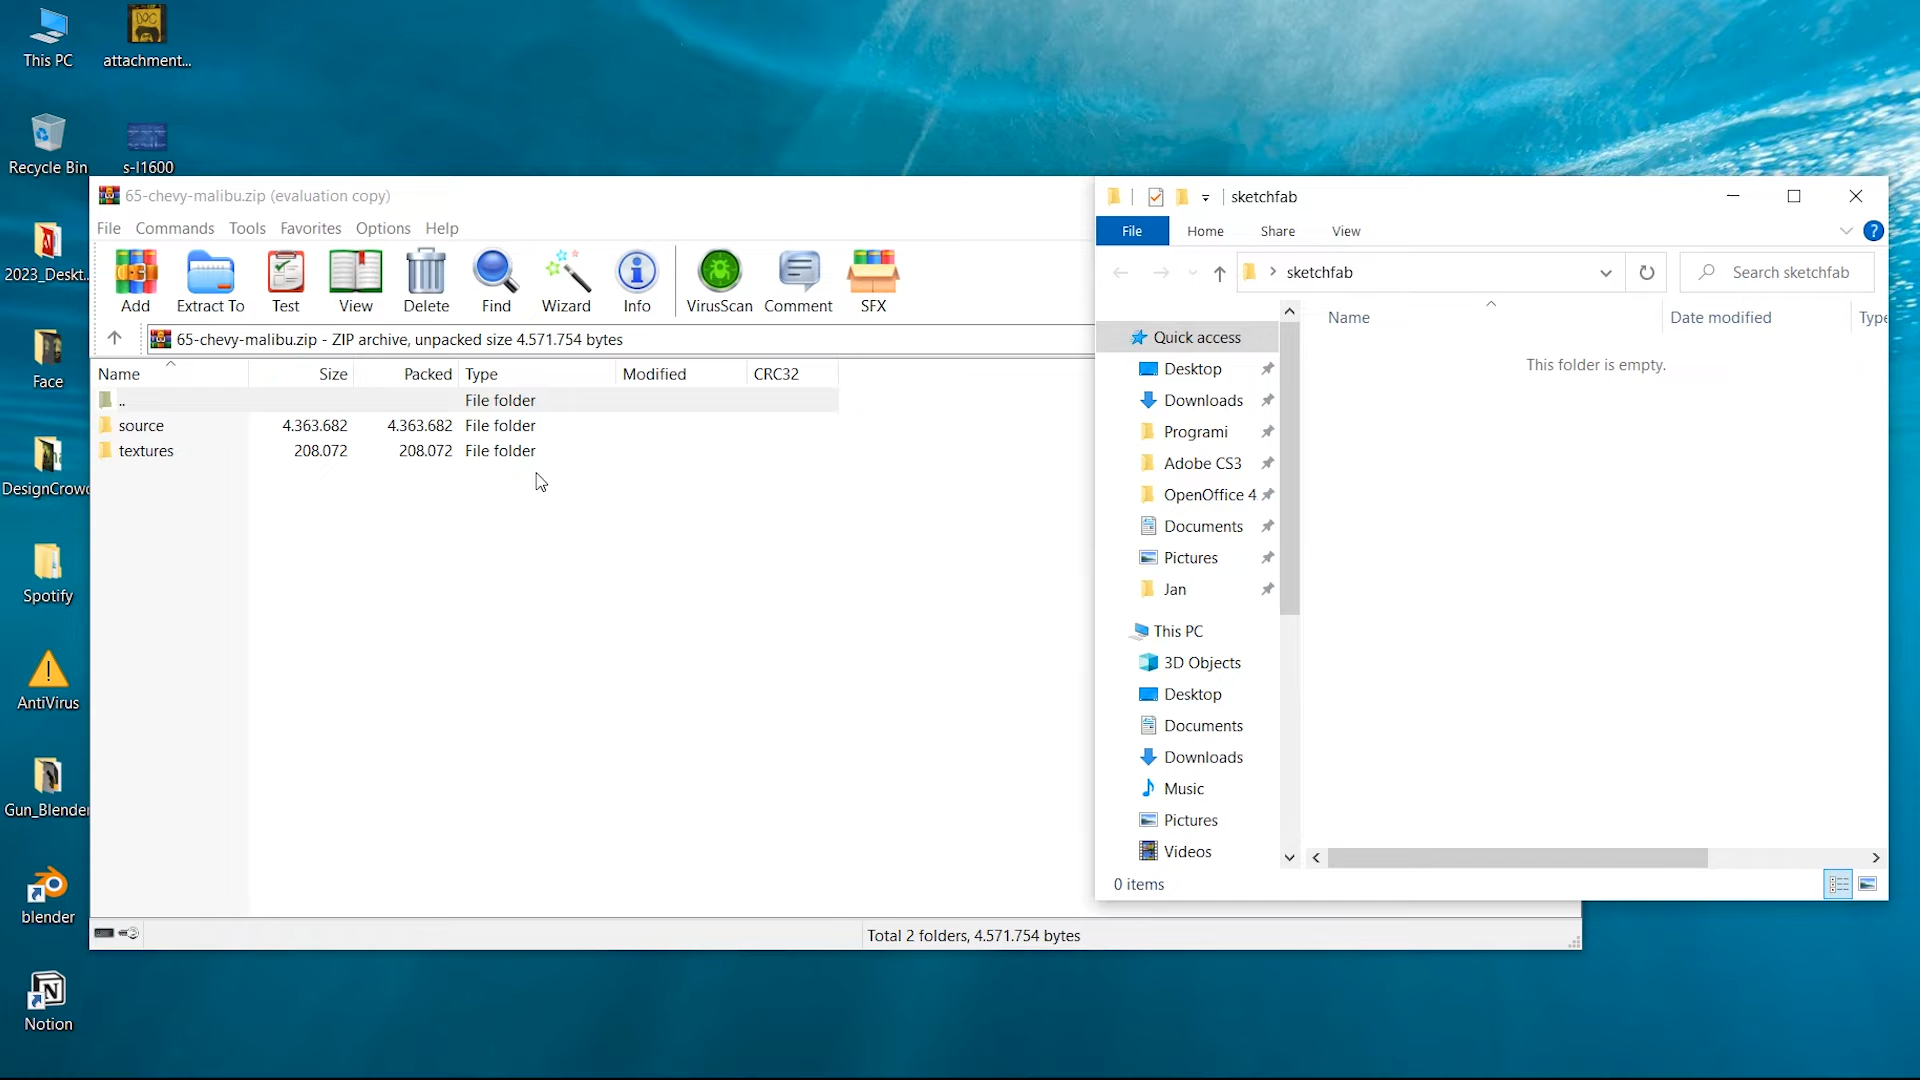 This PC
attachment...
DOC
Recycle Bin
s-l1600
2023_Deskt...
Face
DesignCrowd
Spotify
AntiVirus
Gun_Blender
blender
Notion
65-chevy-malibu.zip (evaluation copy)
File Commands Tools Favorites Options Help
Add Extract To Test View Delete Find Wizard Info VirusScan Comment SFX
65-chevy-malibu.zip - ZIP archive, unpacked size 4.571.754 bytes
Name Size Packed Type Modified CRC32
.. File folder
source 4.363.682 4.363.682 File folder
textures 208.072 208.072 File folder
Total 2 folders, 4.571.754 bytes
sketchfab
File Home Share View
sketchfab
Search sketchfab
Name Date modified Type
This folder is empty.
Quick access
Desktop
Downloads
Programi
Adobe CS3
OpenOffice 4
Documents
Pictures
Jan
This PC
3D Objects
Desktop
Documents
Downloads
Music
Pictures
Videos
0 items